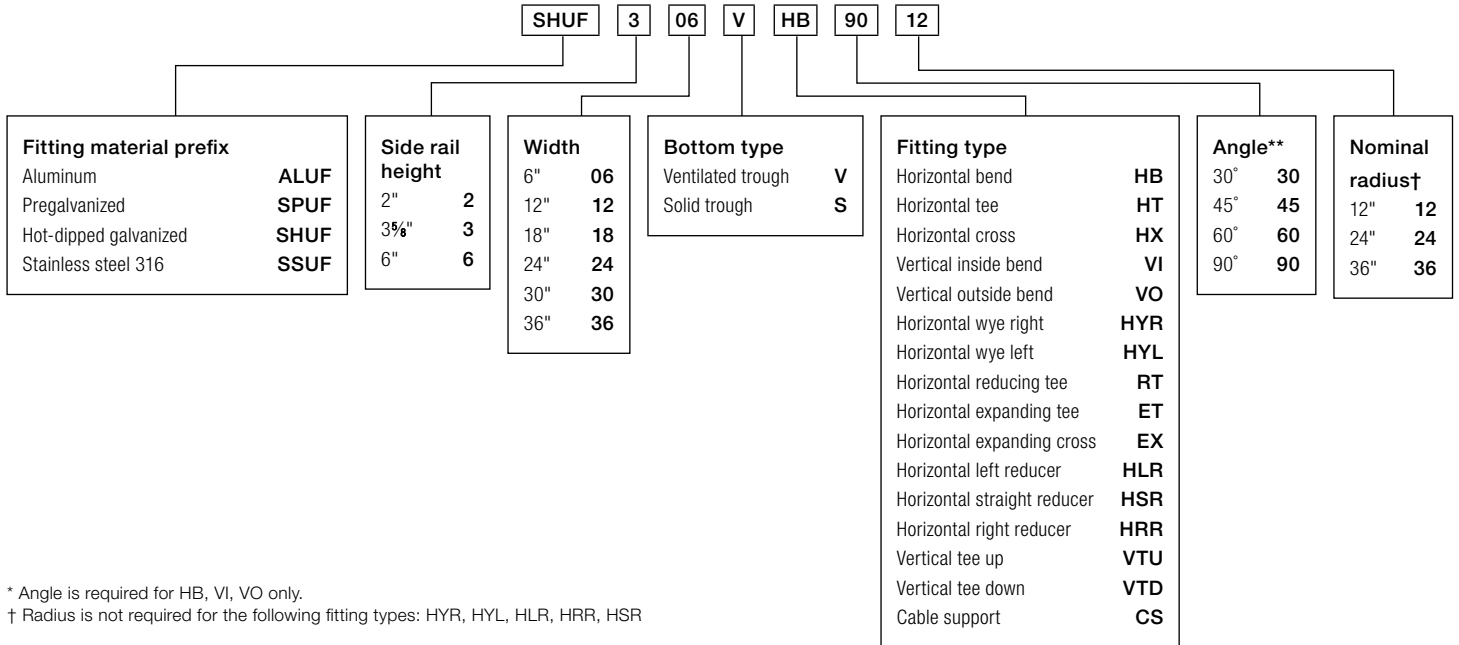 SHUF 3 06 V HB 90 12
Fitting material prefix
Aluminum ALUF
Pregalvanized SPUF
Hot-dipped galvanized SHUF
Stainless steel 316 SSUF
Side rail
height
2" 2
3⅝" 3
6" 6
Width
6" 06
12" 12
18" 18
24" 24
30" 30
36" 36
Bottom type
Ventilated trough V
Solid trough S
Fitting type
Horizontal bend HB
Horizontal tee HT
Horizontal cross HX
Vertical inside bend VI
Vertical outside bend VO
Horizontal wye right HYR
Horizontal wye left HYL
Horizontal reducing tee RT
Horizontal expanding tee ET
Horizontal expanding cross EX
Horizontal left reducer HLR
Horizontal straight reducer HSR
Horizontal right reducer HRR
Vertical tee up VTU
Vertical tee down VTD
Cable support CS
Angle**
30˚ 30
45˚ 45
60˚ 60
90˚ 90
Nominal
radius†
12" 12
24" 24
36" 36
* Angle is required for HB, VI, VO only.
† Radius is not required for the following fitting types: HYR, HYL, HLR, HRR, HSR